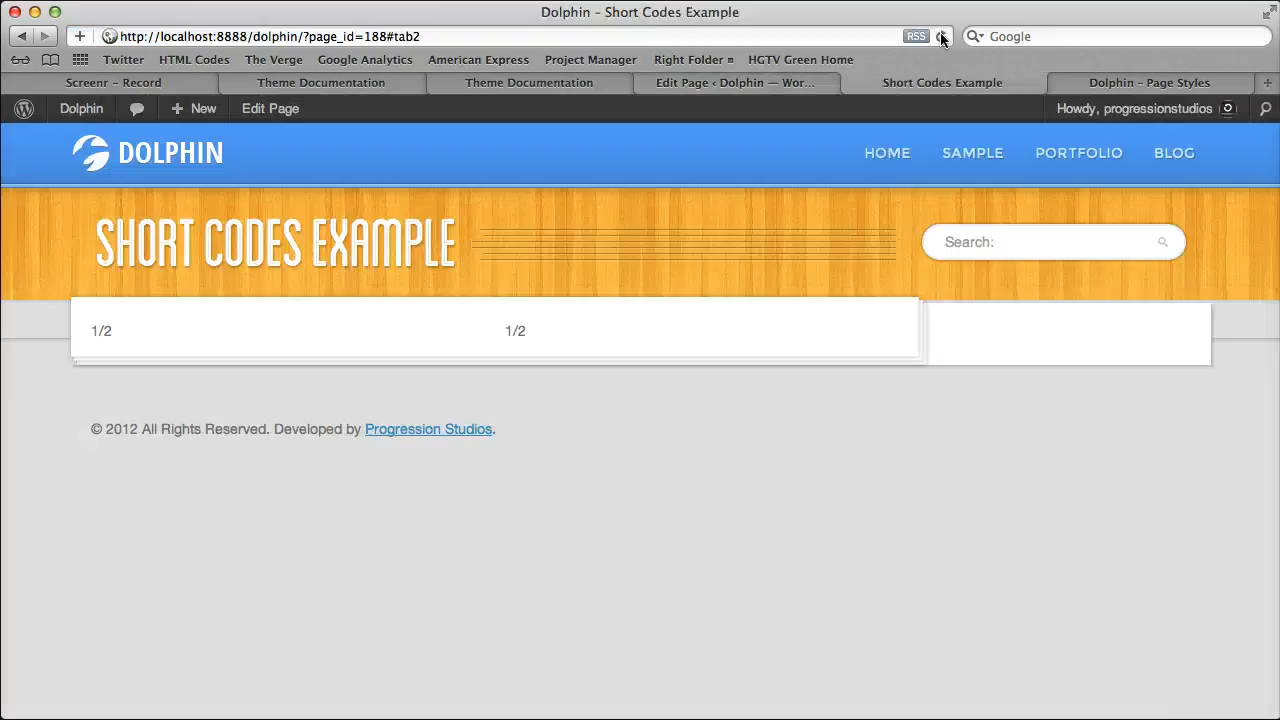 Dolphin – Short Codes Example
http://localhost:8888/dolphin/?page_id=188#tab2 RSS Google
Twitter HTML Codes The Verge Google Analytics American Express Project Manager Right Folder HGTV Green Home
Screenr – Record Theme Documentation Theme Documentation Edit Page ‹ Dolphin — Wor... Short Codes Example Dolphin – Page Styles
Dolphin New Edit Page Howdy, progressionstudios
DOLPHIN HOME SAMPLE PORTFOLIO BLOG
SHORT CODES EXAMPLE Search:
1/2 1/2
© 2012 All Rights Reserved. Developed by Progression Studios.